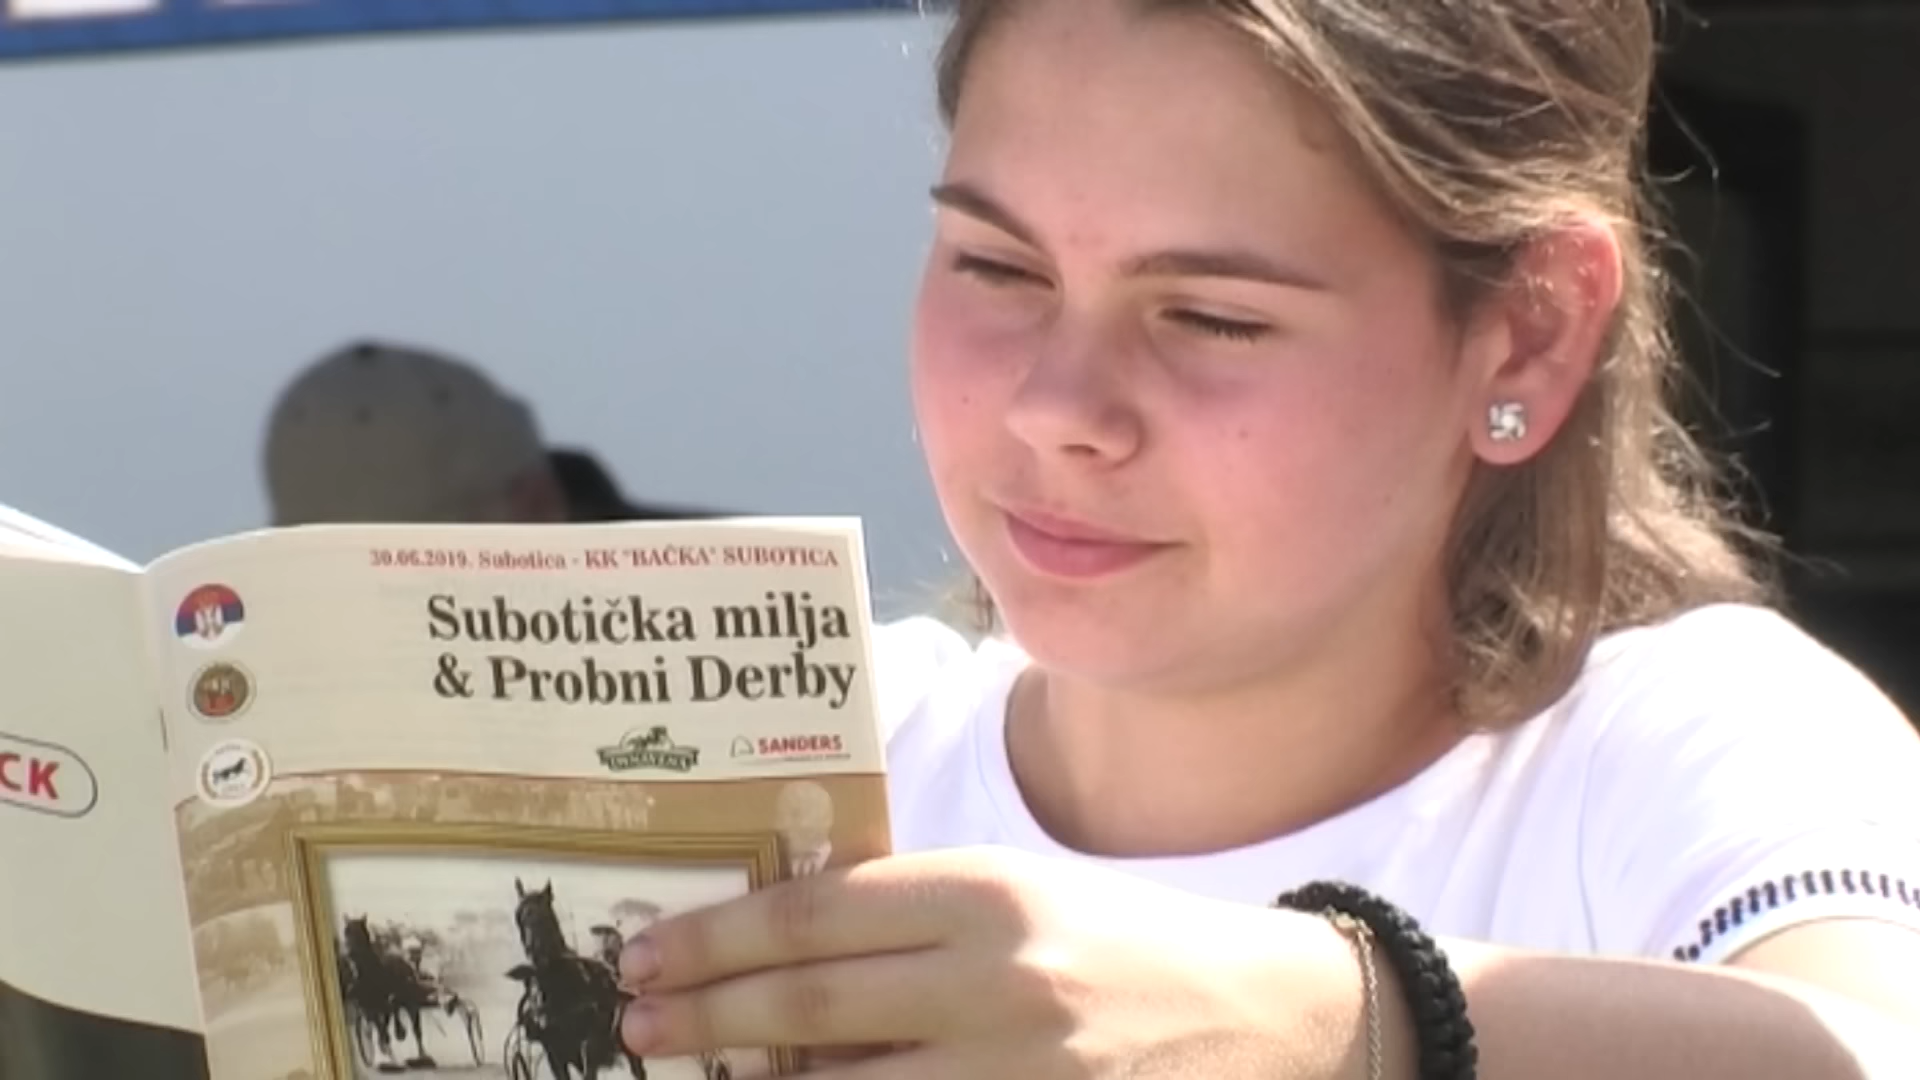 30.06.2019. Subotica - KK "BAČKA" SUBOTICA
Subotička milja
& Probni Derby
SANDERS
CK